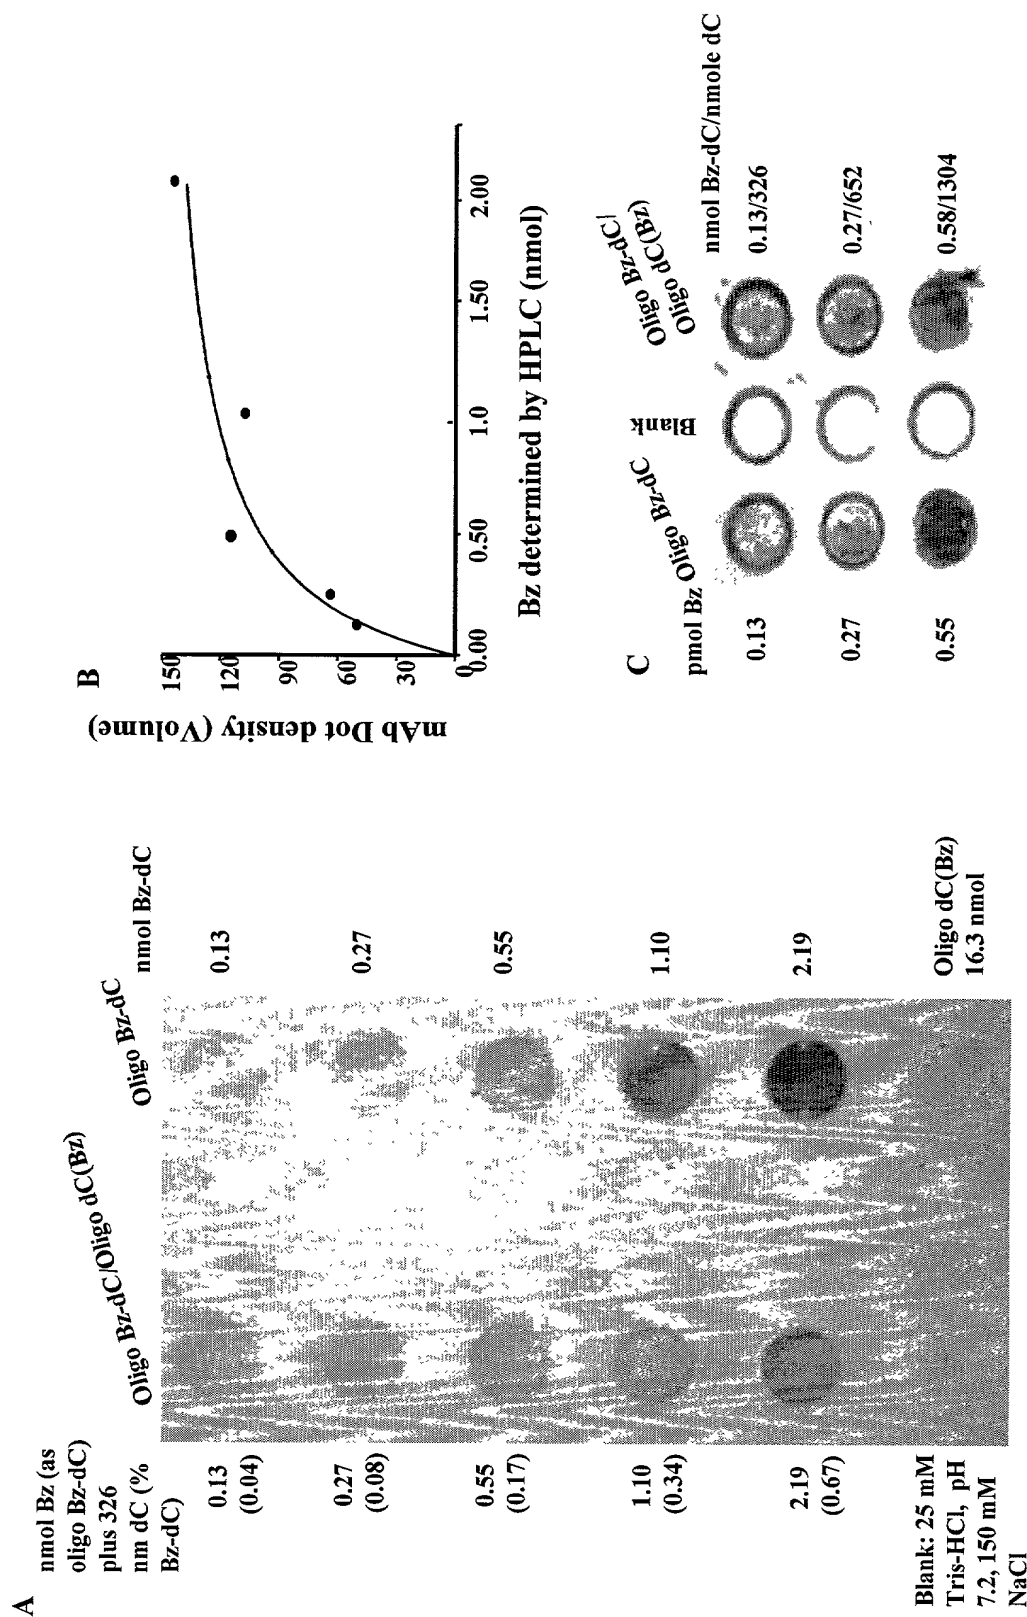 A
nmol Bz (as
oligo Bz-dC)
plus 326
nm dC (%
Bz-dC)
Oligo Bz-dC/Oligo dC(Bz)
Oligo Bz-dC
nmol Bz-dC
0.13
(0.04)
0.13
0.27
(0.08)
0.27
0.55
(0.17)
0.55
1.10
(0.34)
1.10
2.19
(0.67)
2.19
Blank: 25 mM
Tris-HCl, pH
7.2, 150 mM
NaCl
Oligo dC(Bz)
16.3 nmol
B
mAb Dot density (Volume)
150
120
90
60
30
0
0.00
0.50
1.0
1.50
2.00
Bz determined by HPLC (nmol)
C
pmol Bz
Oligo Bz-dC
Blank
Oligo Bz-dC/
Oligo dC(Bz)
nmol Bz-dC/nmole dC
0.13
0.13/326
0.27
0.27/652
0.55
0.58/1304